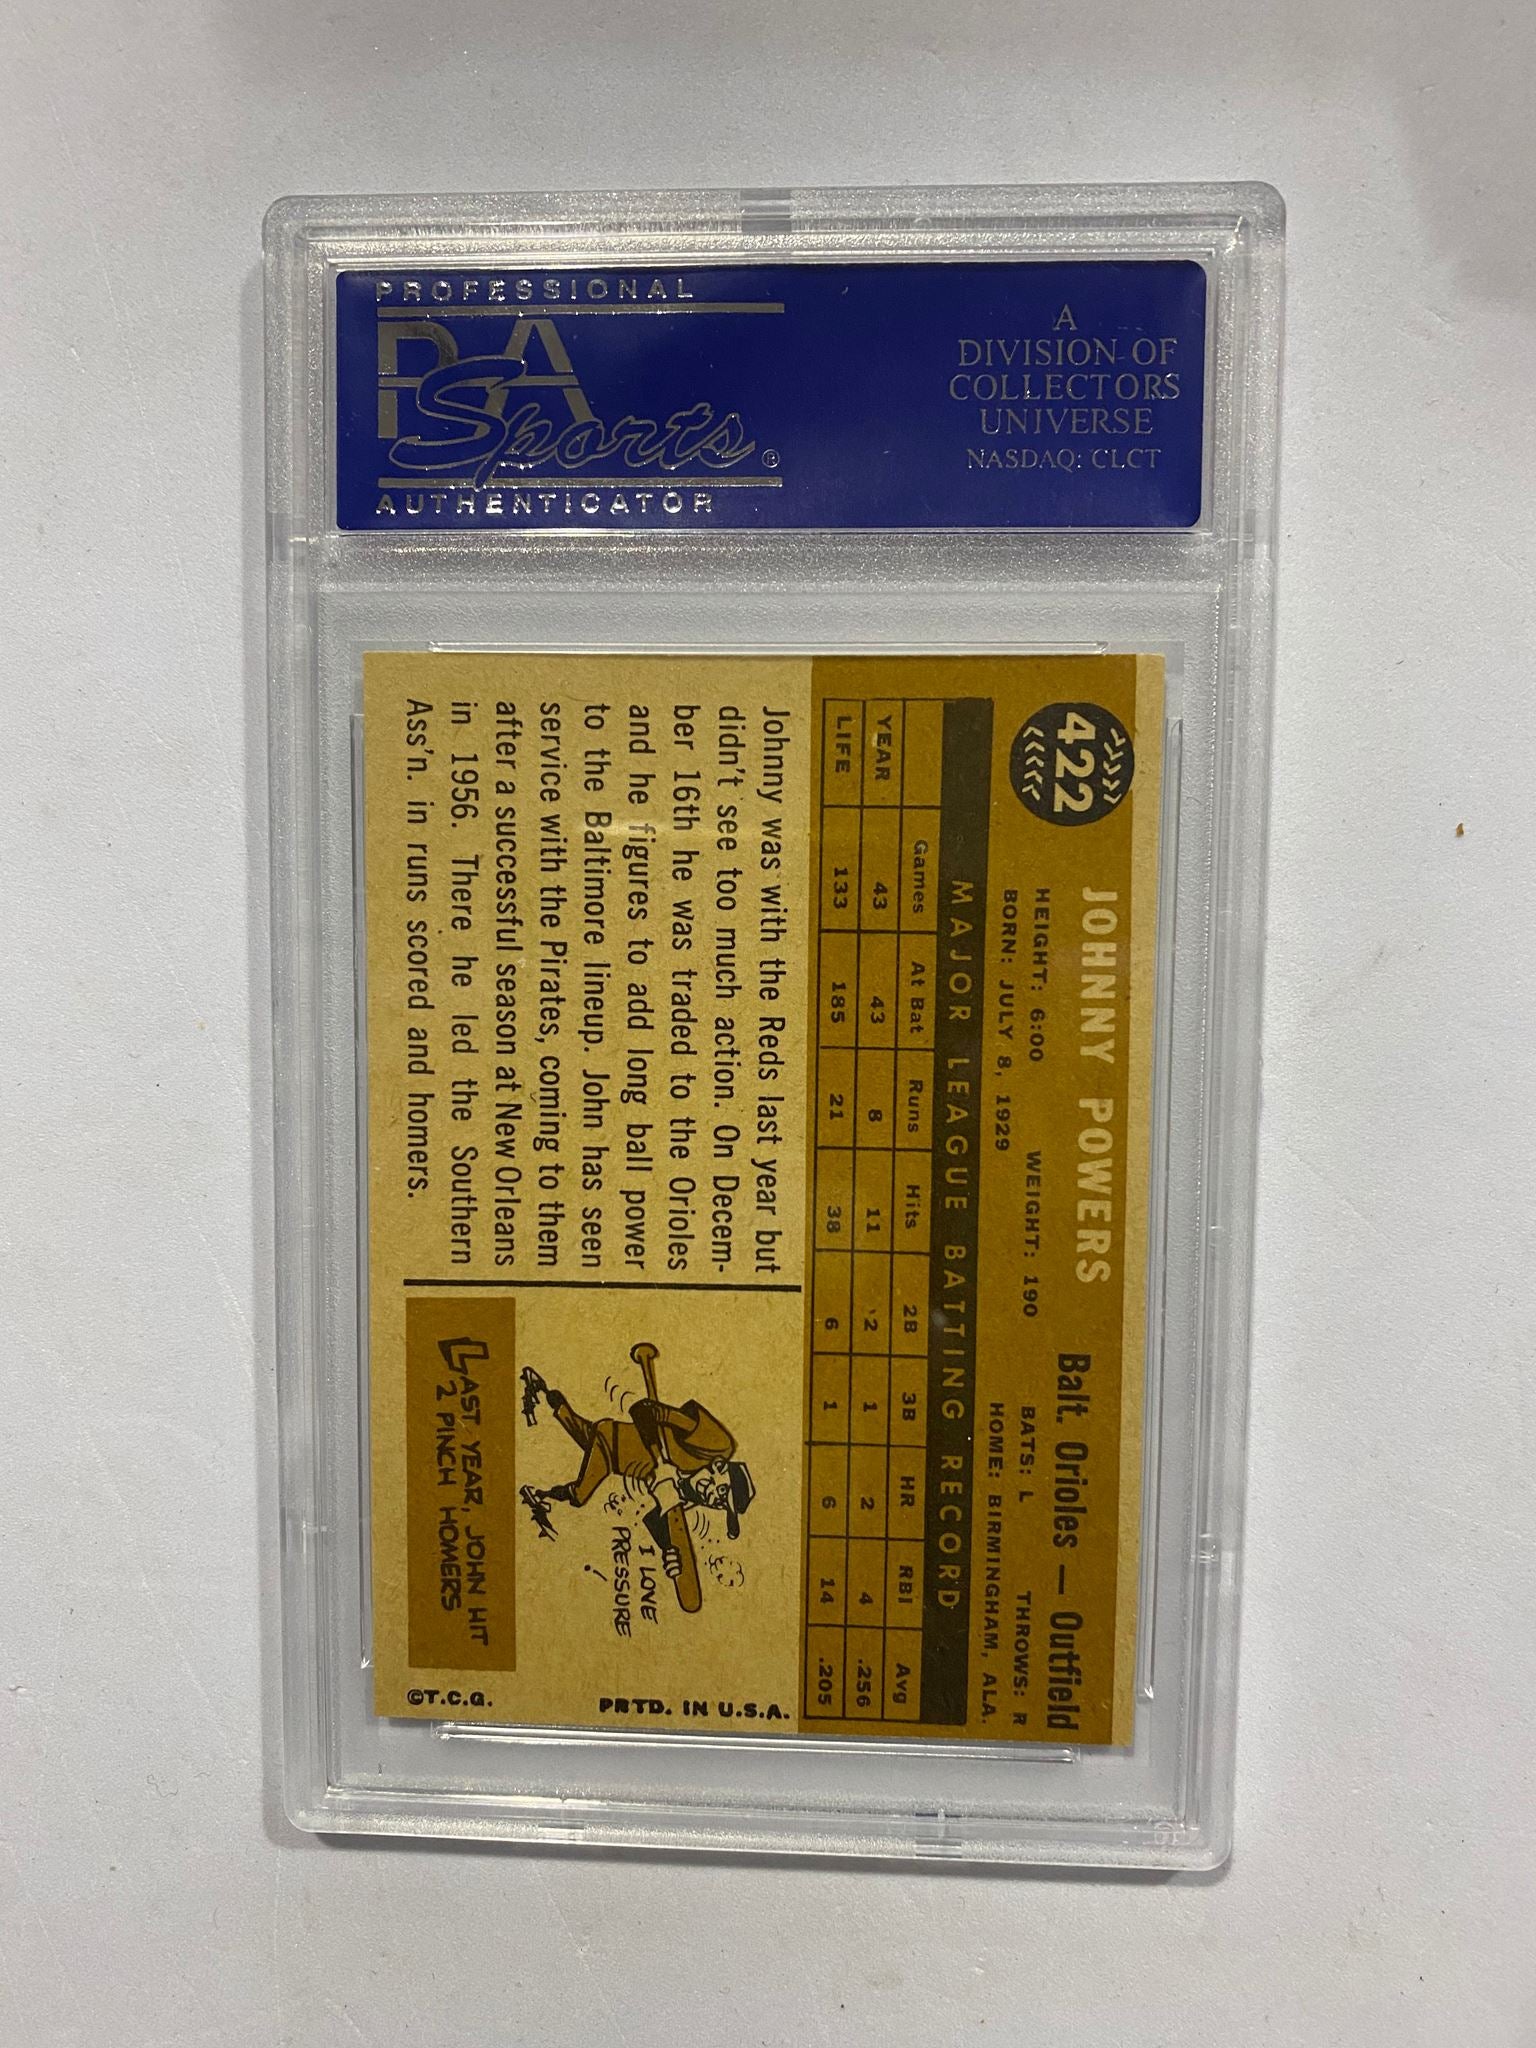 PROFESSIONAL
PSA
Sports®
AUTHENTICATOR
A
DIVISION OF
COLLECTORS
UNIVERSE
NASDAQ: CLCT
422
JOHNNY POWERS
Balt. Orioles — Outfield
HEIGHT: 6:00 WEIGHT: 190 BATS: L THROWS: R
BORN: JULY 8, 1929 HOME: BIRMINGHAM, ALA.
MAJOR LEAGUE BATTING RECORD
Games At Bat Runs Hits 2B 3B HR RBI Avg
YEAR 43 43 8 11 2 1 2 4 .256
LIFE 133 185 21 38 6 1 6 14 .205
Johnny was with the Reds last year but
didn't see too much action. On Decem-
ber 16th he was traded to the Orioles
and he figures to add long ball power
to the Baltimore lineup. John has seen
service with the Pirates, coming to them
after a successful season at New Orleans
in 1956. There he led the Southern
Ass'n. in runs scored and homers.
I LOVE
PRESSURE
!
LAST YEAR, JOHN HIT
2 PINCH HOMERS
©T.C.G.
PRTD. IN U.S.A.